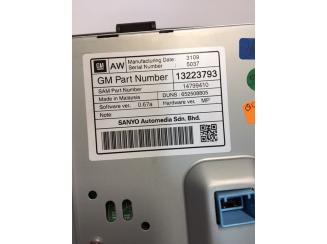 GM AW Manufacturing Date: 3109
Serial Number 5037
GM Part Number 13223793
SAM Part Number 14799410
Made in Malaysia DUNS: 652508805
Software ver.: 0.67a Hardware ver.: MP
Note
SANYO Automedia Sdn. Bhd.